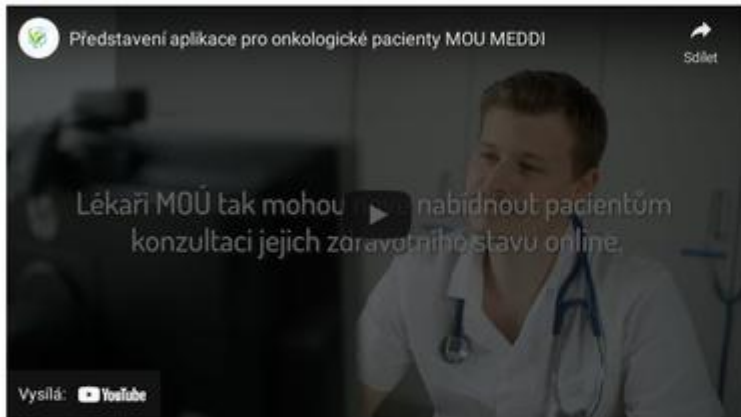 Představení aplikace pro onkologické pacienty MOU MEDDI
Sdílet
Lékaři MOÚ tak mohou nabídnout pacientům
konzultaci jejich zdravotního stavu online.
Vysílá: YouTube